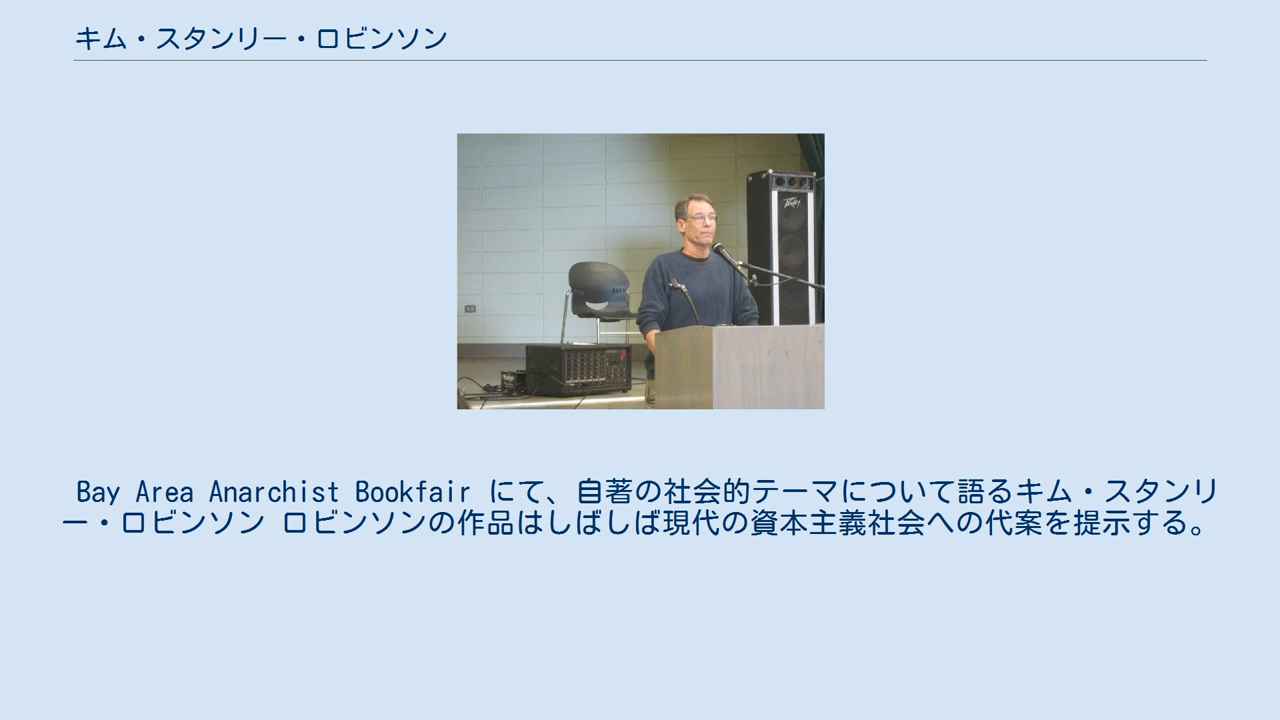 キム・スタンリー・ロビンソン
PEAVEY
Bay Area Anarchist Bookfair にて、自著の社会的テーマについて語るキム・スタンリ
ー・ロビンソン ロビンソンの作品はしばしば現代の資本主義社会への代案を提示する。